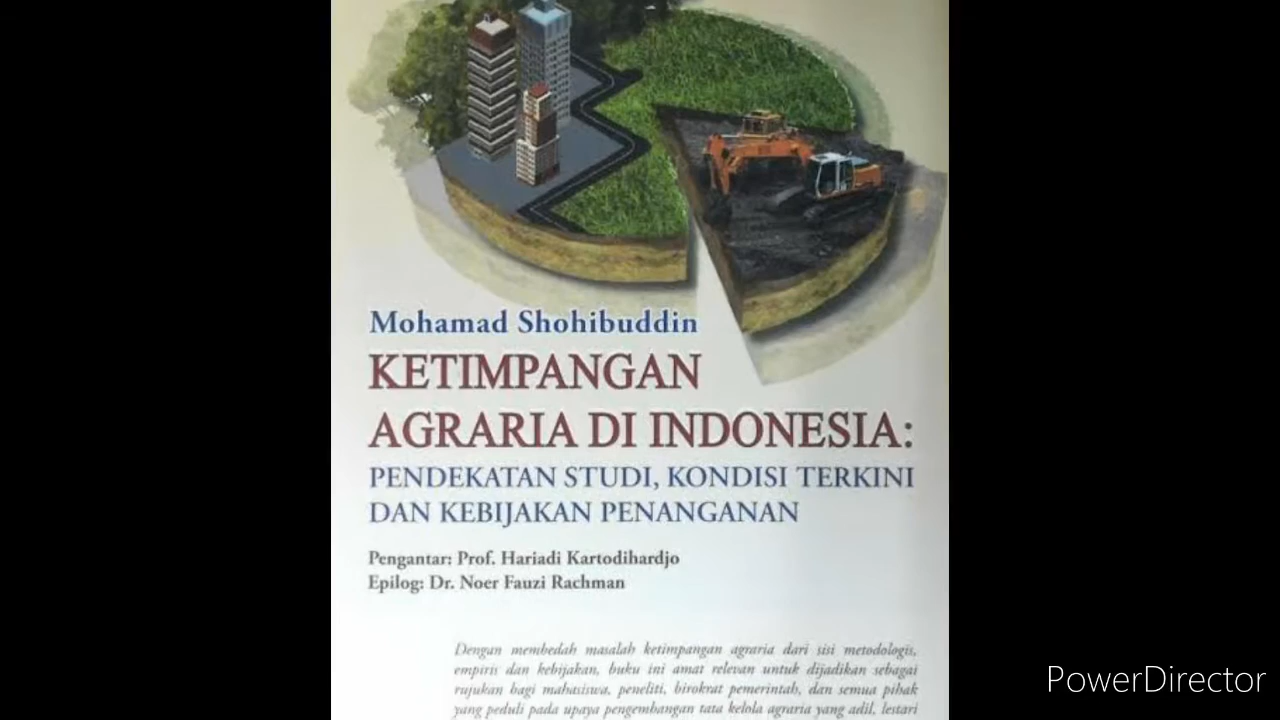 Mohamad Shohibuddin
KETIMPANGAN
AGRARIA DI INDONESIA:
PENDEKATAN STUDI, KONDISI TERKINI
DAN KEBIJAKAN PENANGANAN
Pengantar: Prof. Hariadi Kartodihardjo
Epilog: Dr. Noer Fauzi Rachman
Dengan membedah masalah ketimpangan agraria dari sisi metodologis,
empiris dan kebijakan, buku ini amat relevan untuk dijadikan sebagai
rujukan bagi mahasiswa, peneliti, birokrat pemerintah, dan semua pihak
yang peduli pada upaya pengembangan tata kelola agraria yang adil, lestari
PowerDirector